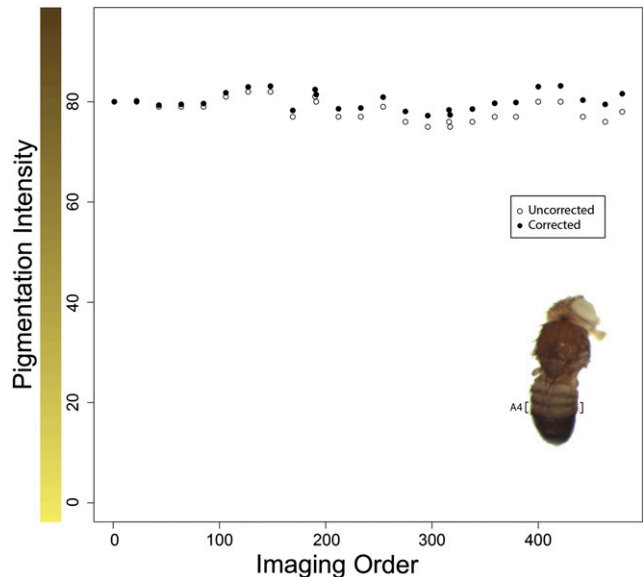 Pigmentation Intensity
80
60
40
20
0
Uncorrected
Corrected
A4
0 100 200 300 400
Imaging Order